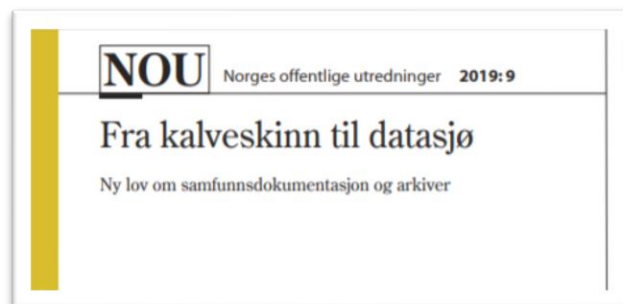 NOU Norges offentlige utredninger 2019: 9
Fra kalveskinn til datasjø
Ny lov om samfunnsdokumentasjon og arkiver